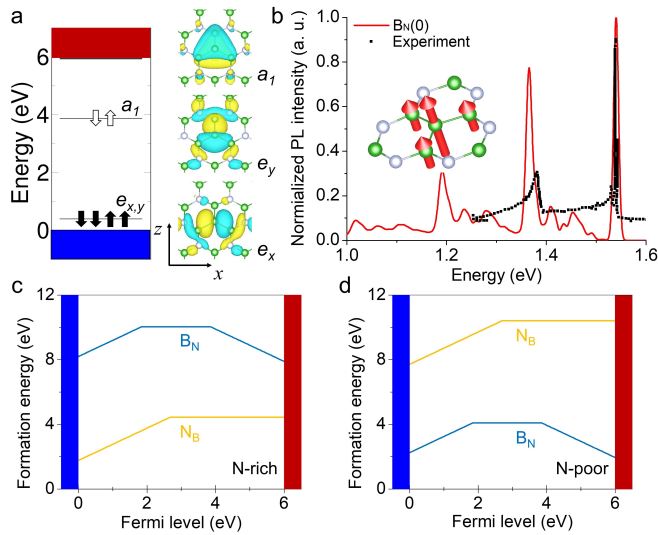 a
6
4
2
0
Energy (eV)
a1
ex,y
a1
ey
ex
z
x
b
BN(0)
Experiment
1.0
0.8
0.6
0.4
0.2
0.0
Normalized PL intensity (a. u.)
1.0 1.2 1.4 1.6
Energy (eV)
c
12
8
4
0
Formation energy (eV)
BN
NB
N-rich
0 2 4 6
Fermi level (eV)
d
12
8
4
0
Formation energy (eV)
NB
BN
N-poor
0 2 4 6
Fermi level (eV)